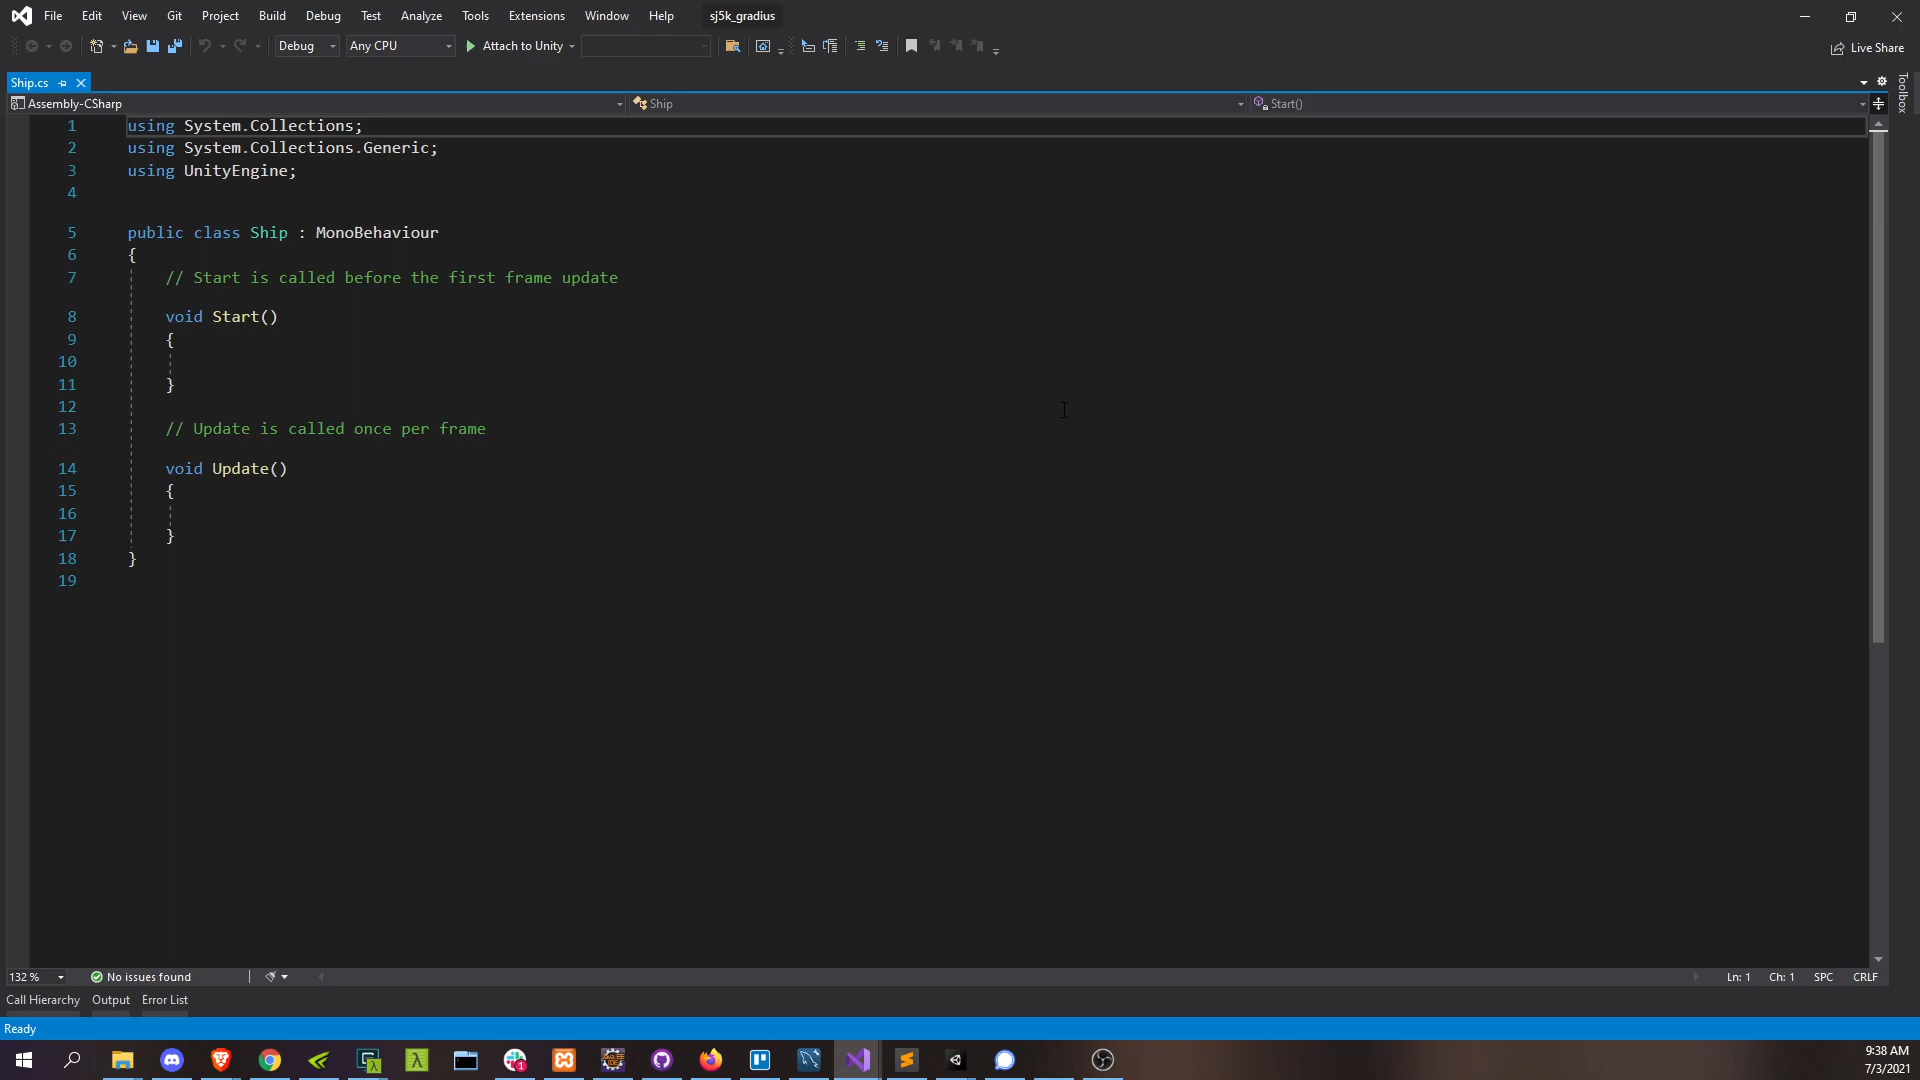 File Edit View Git Project Build Debug Test Analyze Tools Extensions Window Help sj5k_gradius
Debug Any CPU Attach to Unity Live Share
Ship.cs
Toolbox
Assembly-CSharp Ship Start()
1 using System.Collections;
2 using System.Collections.Generic;
3 using UnityEngine;
4
5 public class Ship : MonoBehaviour
6 {
7 // Start is called before the first frame update
8 void Start()
9 {
10
11 }
12
13 // Update is called once per frame
14 void Update()
15 {
16
17 }
18 }
19
132 % No issues found Ln: 1 Ch: 1 SPC CRLF
Call Hierarchy Output Error List
Ready
9:38 AM
7/3/2021